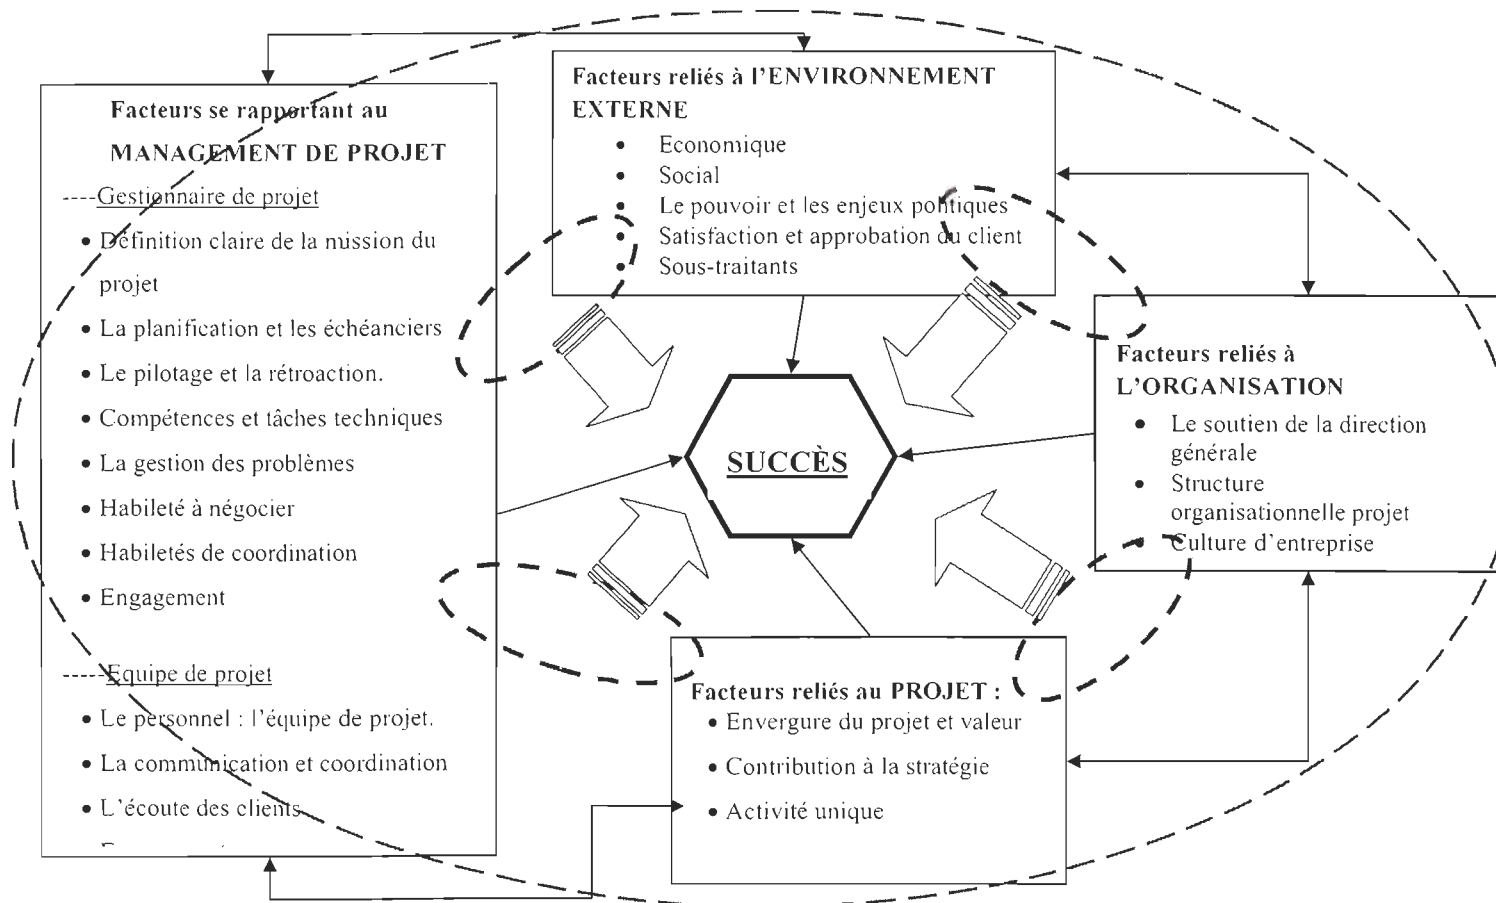 Facteurs se rapportant au
MANAGEMENT DE PROJET
----Gestionnaire de projet
• Définition claire de la mission du
projet
• La planification et les échéanciers
• Le pilotage et la rétroaction.
• Compétences et tâches techniques
• La gestion des problèmes
• Habileté à négocier
• Habiletés de coordination
• Engagement
-----Equipe de projet
• Le personnel : l'équipe de projet.
• La communication et coordination
• L'écoute des clients
Facteurs reliés à l'ENVIRONNEMENT
EXTERNE
• Economique
• Social
• Le pouvoir et les enjeux politiques
• Satisfaction et approbation du client
• Sous-traitants
SUCCÈS
Facteurs reliés à
L'ORGANISATION
• Le soutien de la direction
générale
• Structure
organisationnelle projet
• Culture d'entreprise
Facteurs reliés au PROJET :
• Envergure du projet et valeur
• Contribution à la stratégie
• Activité unique